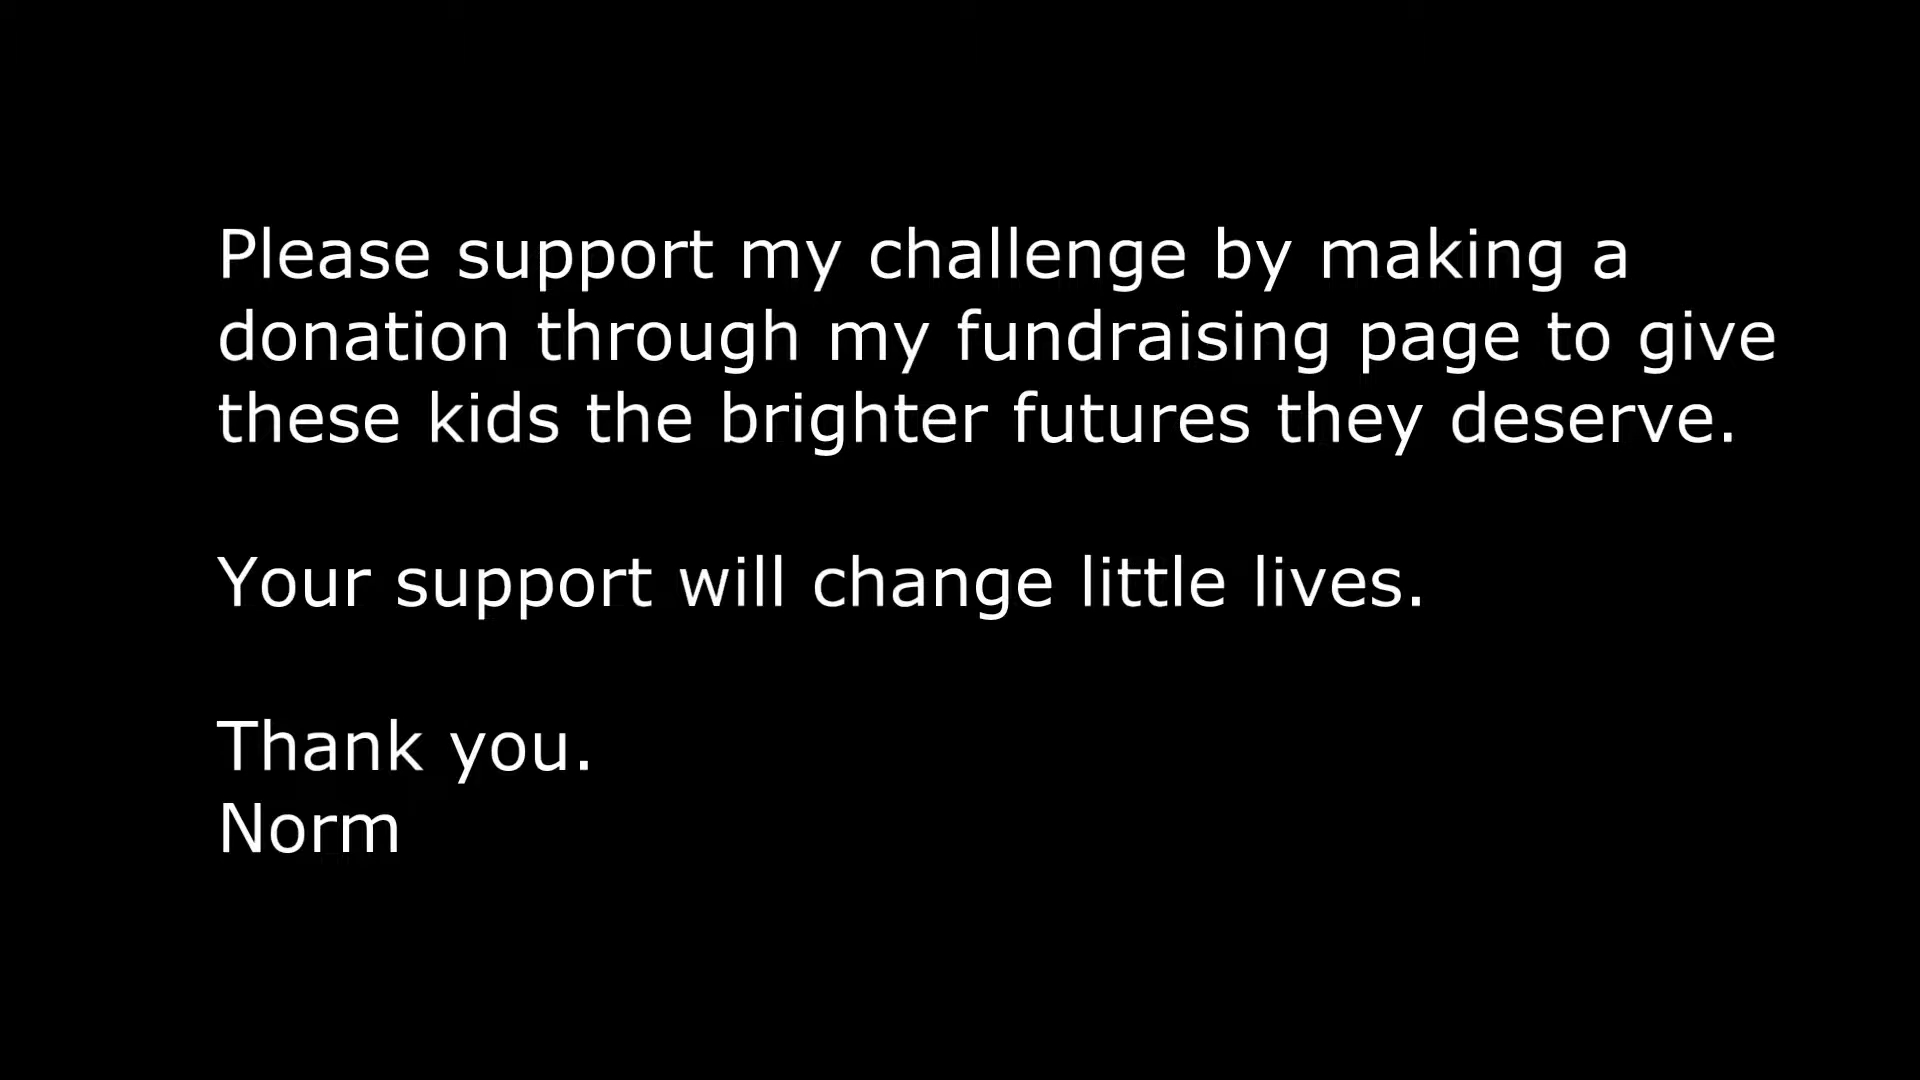 Please support my challenge by making a
donation through my fundraising page to give
these kids the brighter futures they deserve.
Your support will change little lives.
Thank you.
Norm